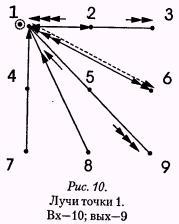 1 2 3
4 5 6
7 8 9
Рис. 10.
Лучи точки 1.
Вх–10; вых–9